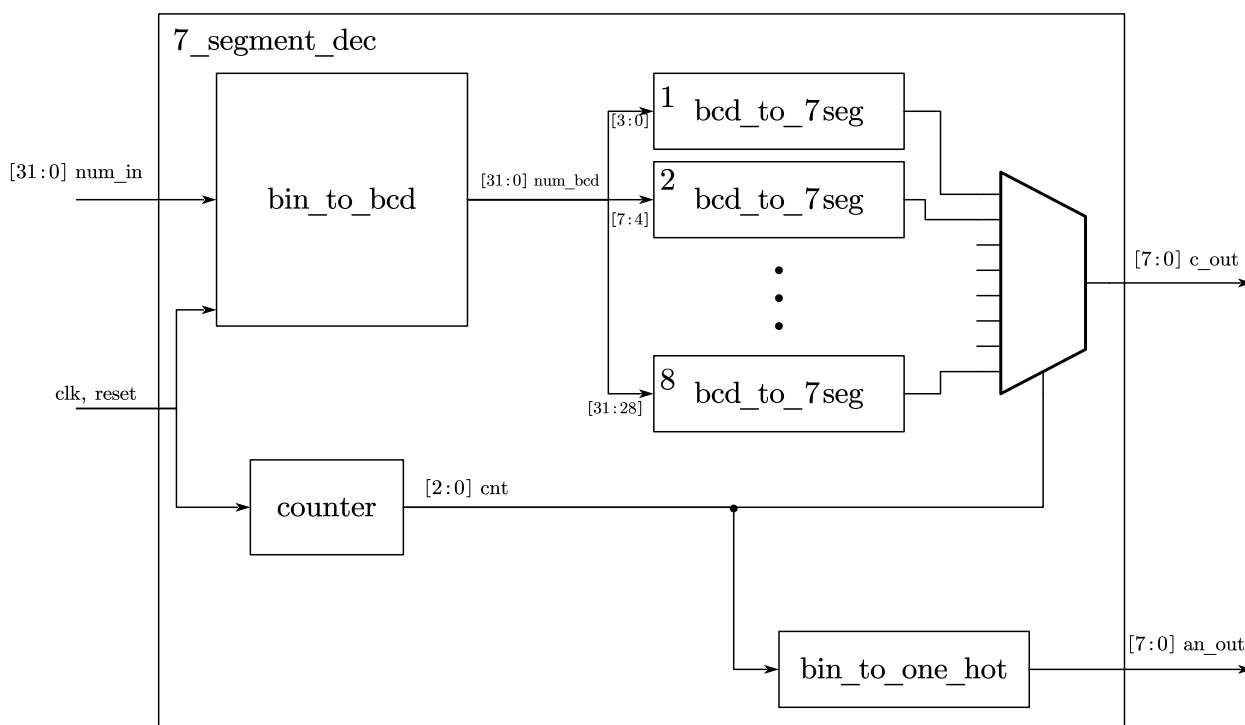 7_segment_dec
[31:0] num_in
bin_to_bcd
[31:0] num_bcd
[3:0]
1
bcd_to_7seg
[7:4]
2
bcd_to_7seg
[31:28]
8
bcd_to_7seg
[7:0] c_out
clk, reset
counter
[2:0] cnt
bin_to_one_hot
[7:0] an_out